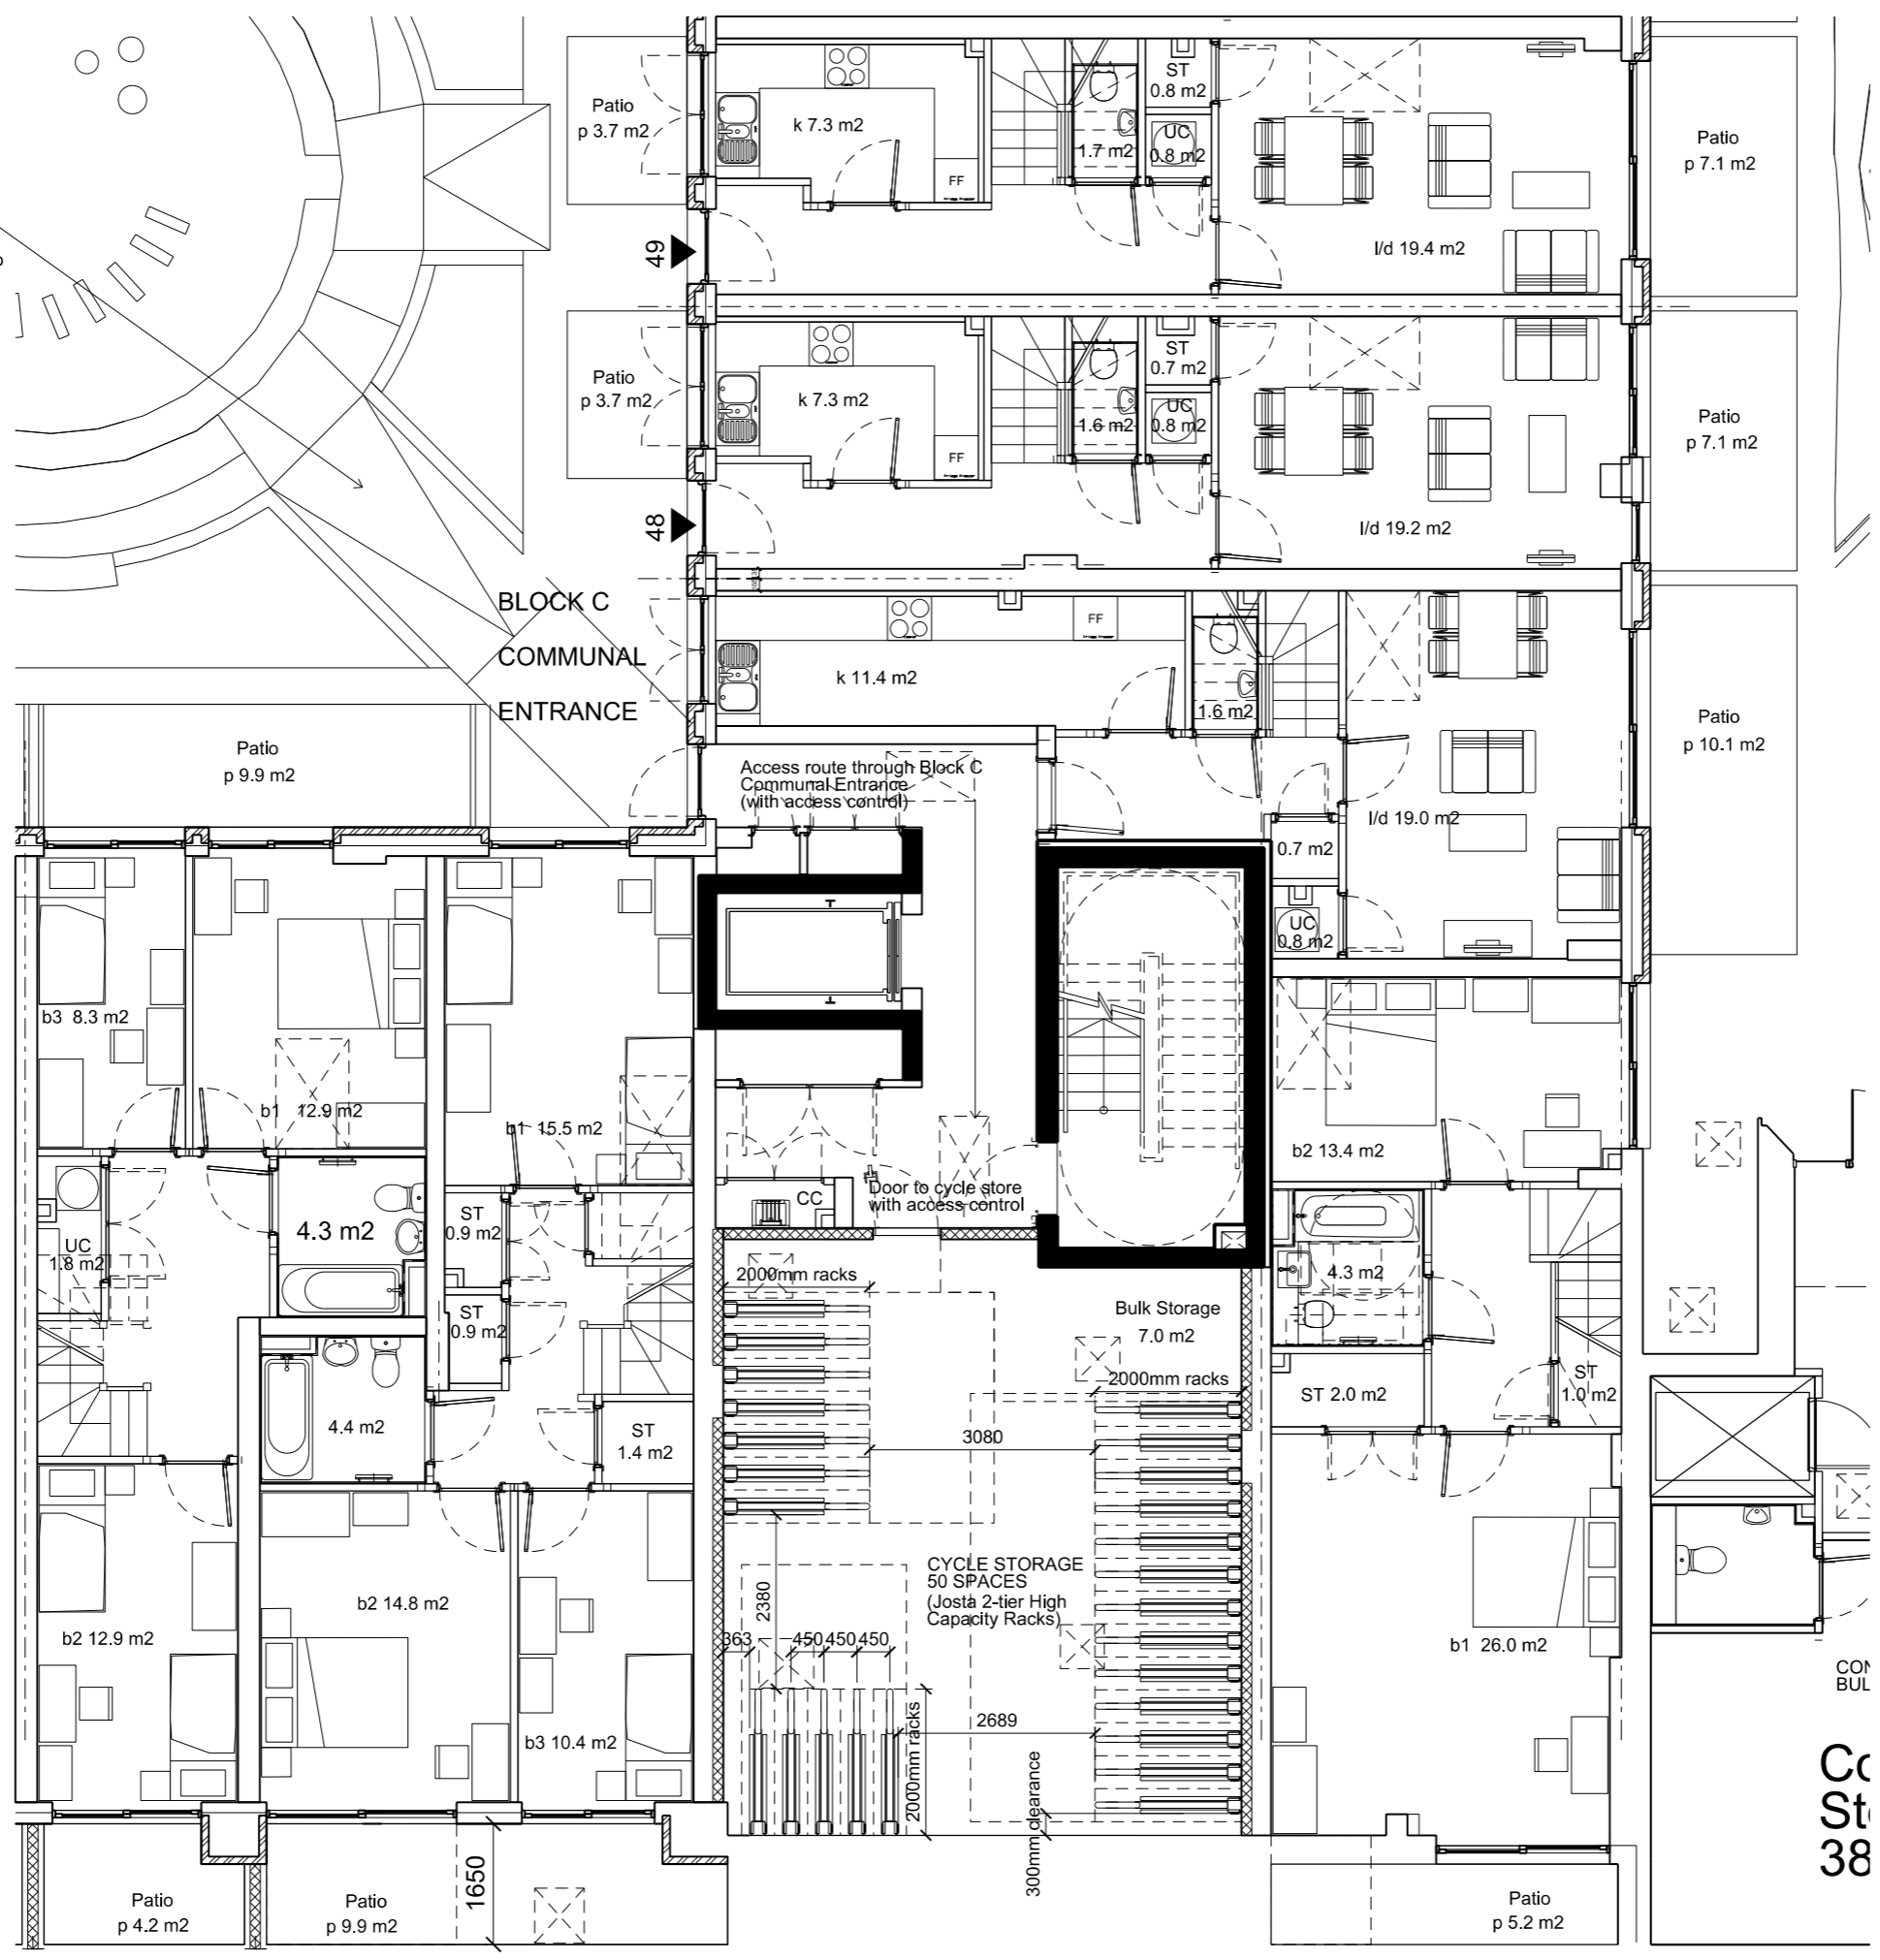 Patio
p 3.7 m2
k 7.3 m2
FF
1.7 m2
ST
0.8 m2
UC
0.8 m2
l/d 19.4 m2
Patio
p 7.1 m2
49
Patio
p 3.7 m2
k 7.3 m2
FF
1.6 m2
ST
0.7 m2
UC
0.8 m2
l/d 19.2 m2
Patio
p 7.1 m2
48
BLOCK C
COMMUNAL
ENTRANCE
FF
k 11.4 m2
1.6 m2
Patio
p 10.1 m2
Patio
p 9.9 m2
Access route through Block C
Communal Entrance
(with access control)
l/d 19.0 m2
0.7 m2
UC
0.8 m2
b3 8.3 m2
b1 12.9 m2
b1 15.5 m2
b2 13.4 m2
CC
Door to cycle store
with access control
UC
1.8 m2
4.3 m2
ST
0.9 m2
ST
0.9 m2
2000mm racks
Bulk Storage
7.0 m2
2000mm racks
4.3 m2
ST 2.0 m2
ST
1.0 m2
4.4 m2
ST
1.4 m2
3080
2380
CYCLE STORAGE
50 SPACES
(Josta 2-tier High
Capacity Racks)
363
450 450 450
b2 12.9 m2
b2 14.8 m2
b3 10.4 m2
b1 26.0 m2
2689
2000mm racks
300mm clearance
CON
BUL
Co
Sto
38
1650
Patio
p 4.2 m2
Patio
p 9.9 m2
Patio
p 5.2 m2